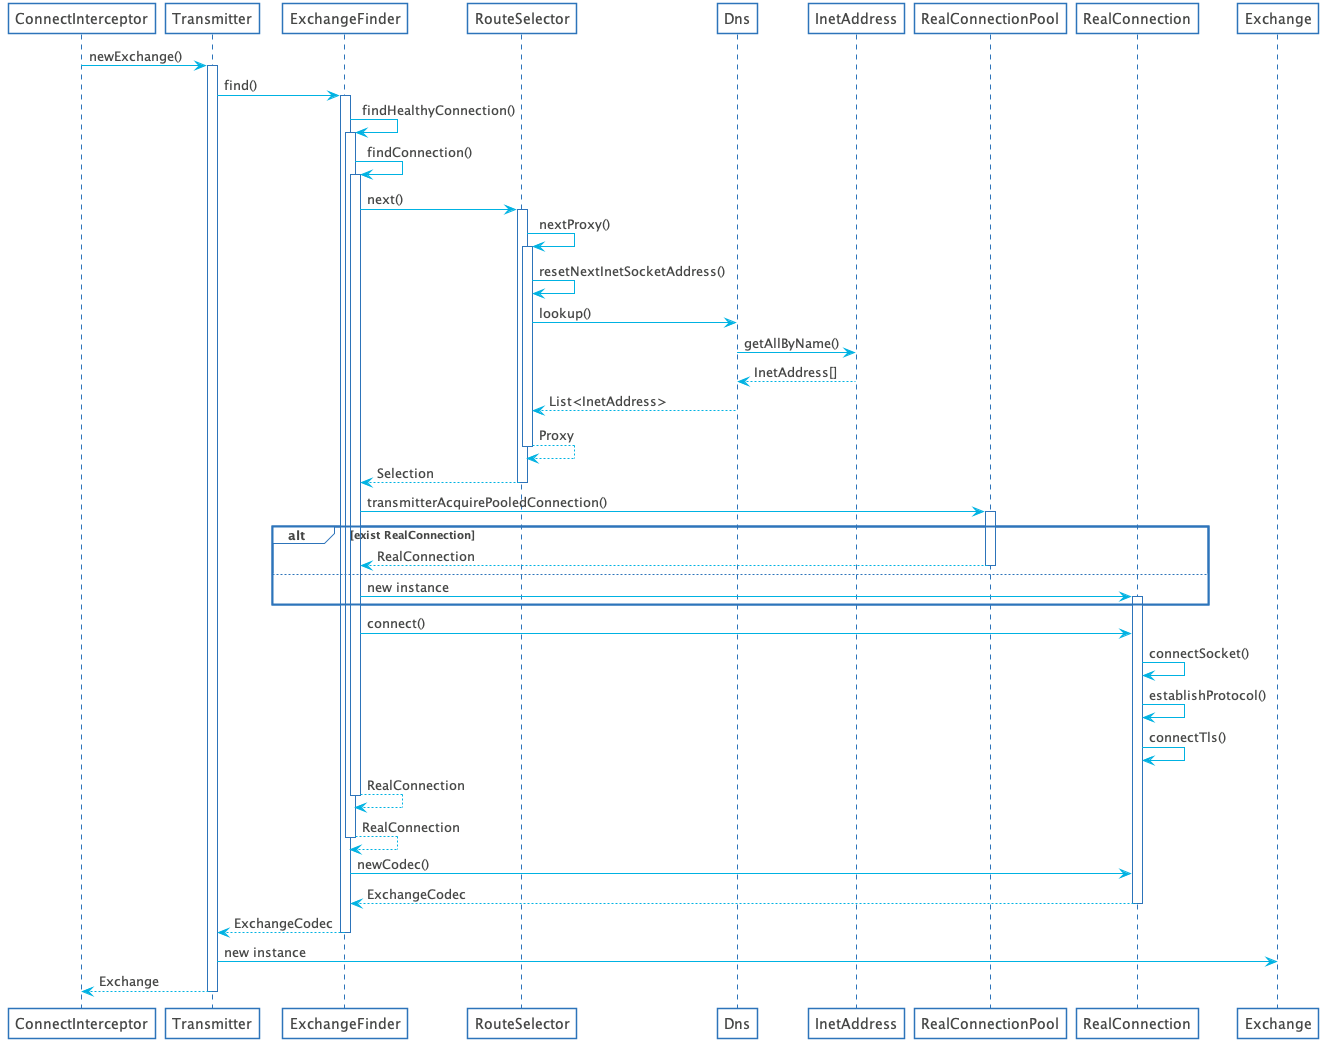 ConnectInterceptor Transmitter ExchangeFinder RouteSelector Dns InetAddress RealConnectionPool RealConnection Exchange
newExchange()
find()
findHealthyConnection()
findConnection()
next()
nextProxy()
resetNextInetSocketAddress()
lookup()
getAllByName()
InetAddress[]
List<InetAddress>
Proxy
Selection
transmitterAcquirePooledConnection()
alt [exist RealConnection]
RealConnection
new instance
connect()
connectSocket()
establishProtocol()
connectTls()
RealConnection
RealConnection
newCodec()
ExchangeCodec
ExchangeCodec
new instance
Exchange
ConnectInterceptor Transmitter ExchangeFinder RouteSelector Dns InetAddress RealConnectionPool RealConnection Exchange